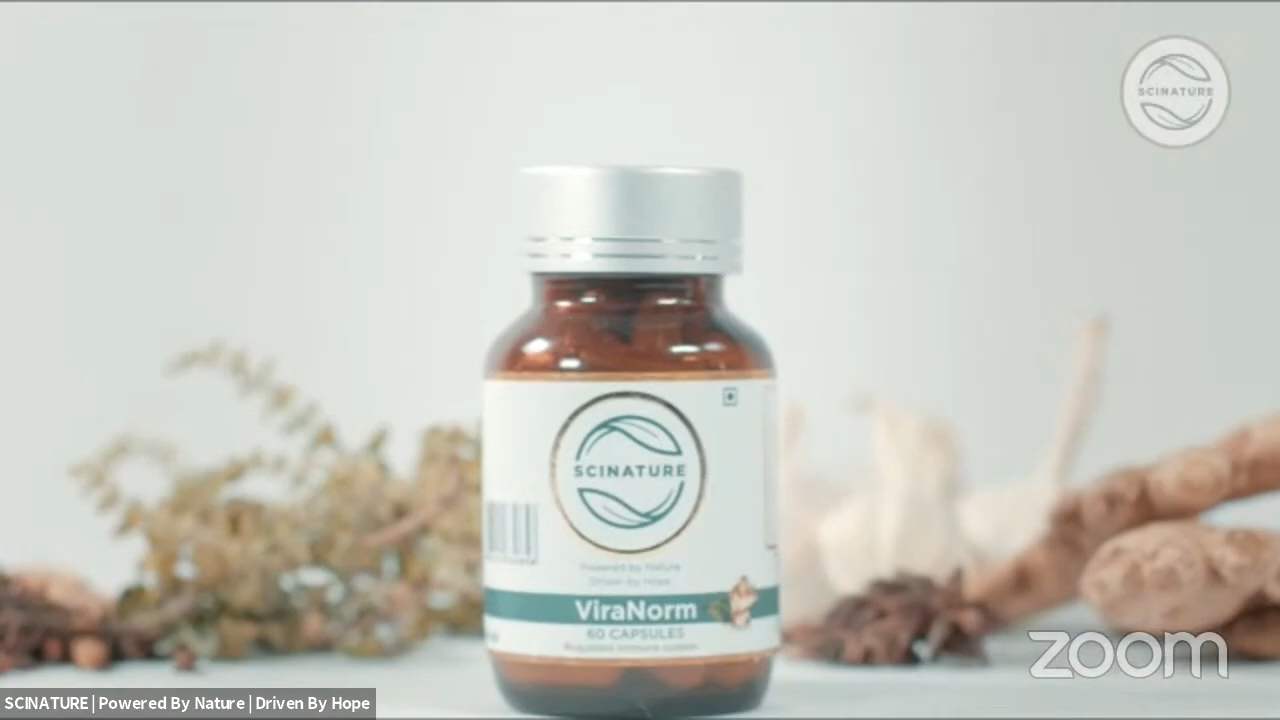 SCINATURE
SCINATURE
Powered by Nature
Driven by Hope
ViraNorm
60 CAPSULES
Regulates Immune system
zoom
SCINATURE | Powered By Nature | Driven By Hope